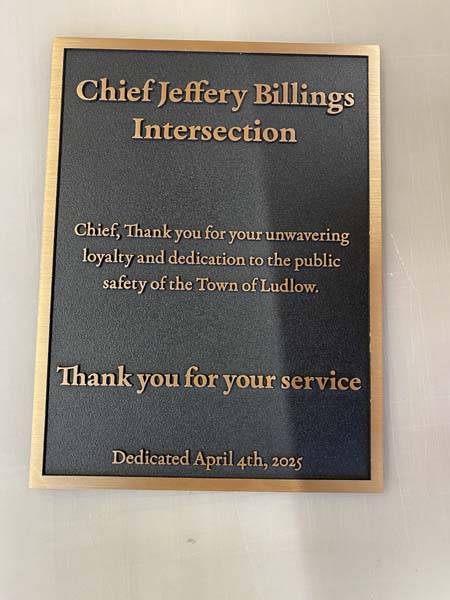 Chief Jeffery Billings
Intersection
Chief, Thank you for your unwavering
loyalty and dedication to the public
safety of the Town of Ludlow.
Thank you for your service
Dedicated April 4th, 2025